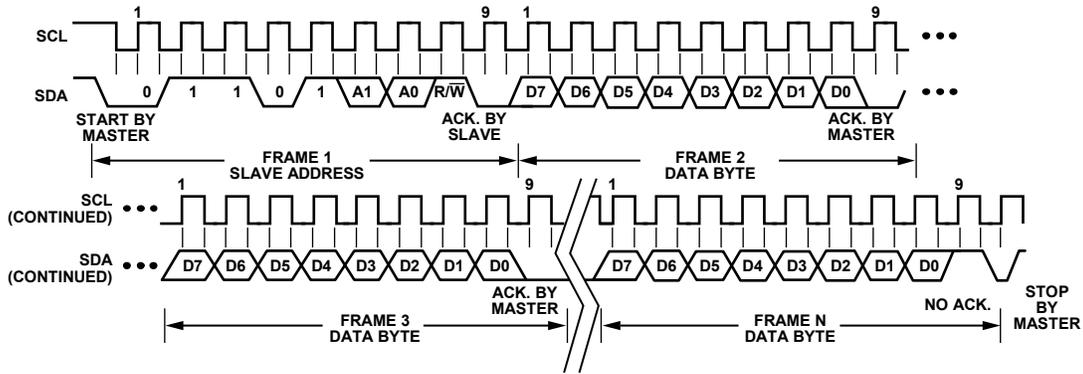 1 9 1 9
SCL
SDA
0 1 1 0 1 A1 A0 R/W̅ D7 D6 D5 D4 D3 D2 D1 D0
START BY
MASTER
ACK. BY
SLAVE
ACK. BY
MASTER
FRAME 1
SLAVE ADDRESS
FRAME 2
DATA BYTE
1 9 1 9
SCL
(CONTINUED)
SDA
(CONTINUED)
D7 D6 D5 D4 D3 D2 D1 D0 D7 D6 D5 D4 D3 D2 D1 D0
ACK. BY
MASTER
NO ACK.
STOP
BY
MASTER
FRAME 3
DATA BYTE
FRAME N
DATA BYTE